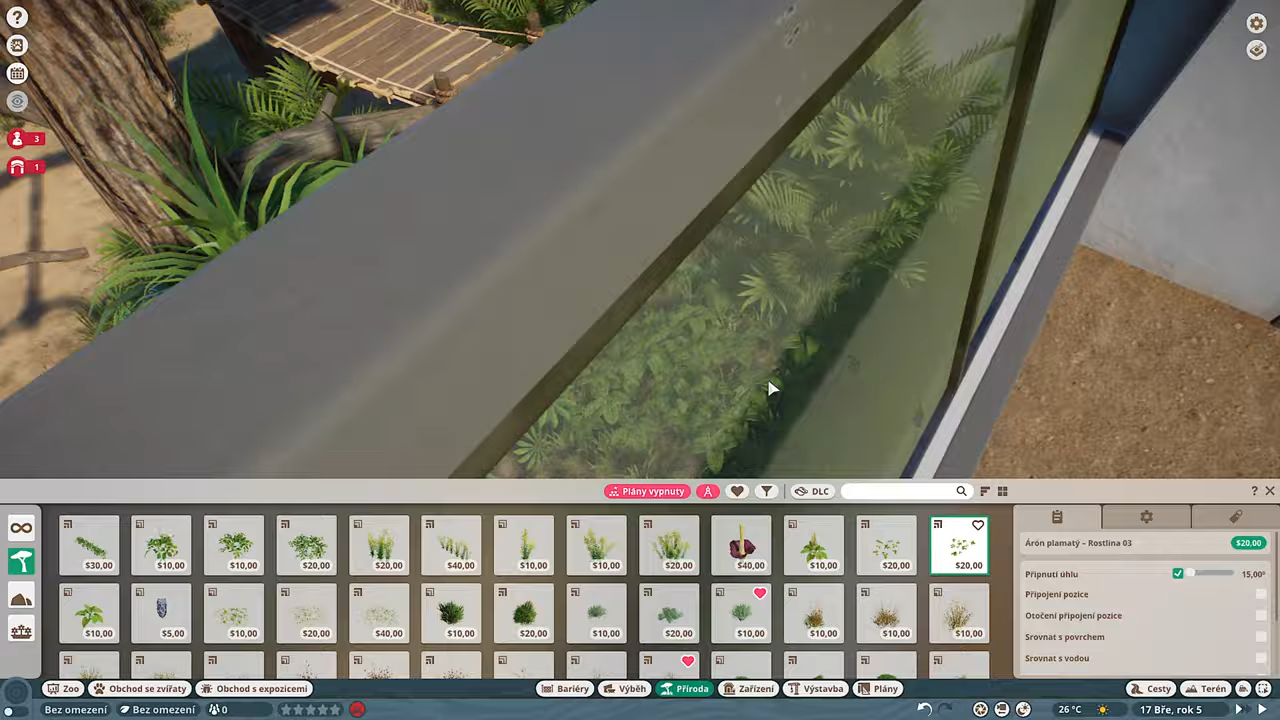 ?
3
1
Plány vypnuty
DLC
? ×
$30,00 $10,00 $10,00 $20,00 $20,00 $40,00 $10,00 $10,00 $20,00 $40,00 $10,00 $20,00 $20,00
$10,00 $5,00 $10,00 $20,00 $40,00 $10,00 $20,00 $10,00 $20,00 $10,00 $10,00 $10,00 $10,00
Árón plamatý – Rostlina 03 $20,00
Připnutí úhlu 15,00°
Připojení pozice
Otočení připojení pozice
Srovnat s povrchem
Srovnat s vodou
Zoo Obchod se zvířaty Obchod s expozicemi Bariéry Výběh Příroda Zařízení Výstavba Plány Cesty Terén
Bez omezení Bez omezení 0 26 °C 17 Bře, rok 5